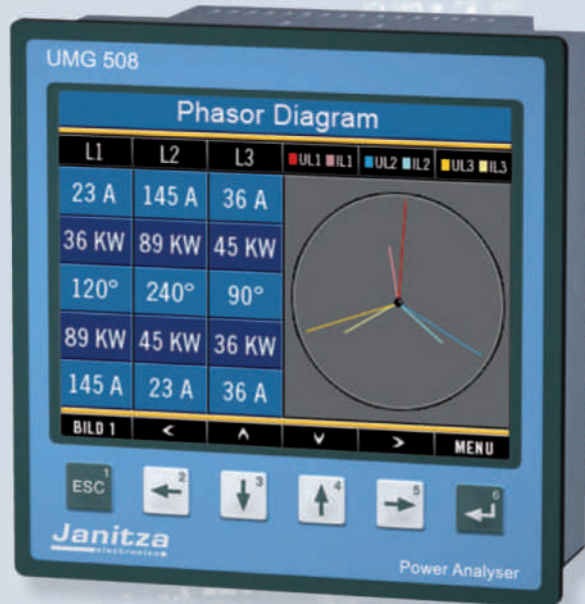 UMG 508
Phasor Diagram
L1 L2 L3 UL1 IL1 UL2 IL2 UL3 IL3
23 A 145 A 36 A
36 KW 89 KW 45 KW
120° 240° 90°
89 KW 45 KW 36 KW
145 A 23 A 36 A
BILD 1 < ʌ v > MENU
ESC 1 ← 2 ↓ 3 ↑ 4 → 5 ↵ 6
Janitza
electronics
Power Analyser